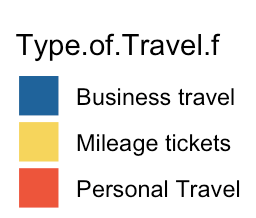 Type.of.Travel.f
Business travel
Mileage tickets
Personal Travel